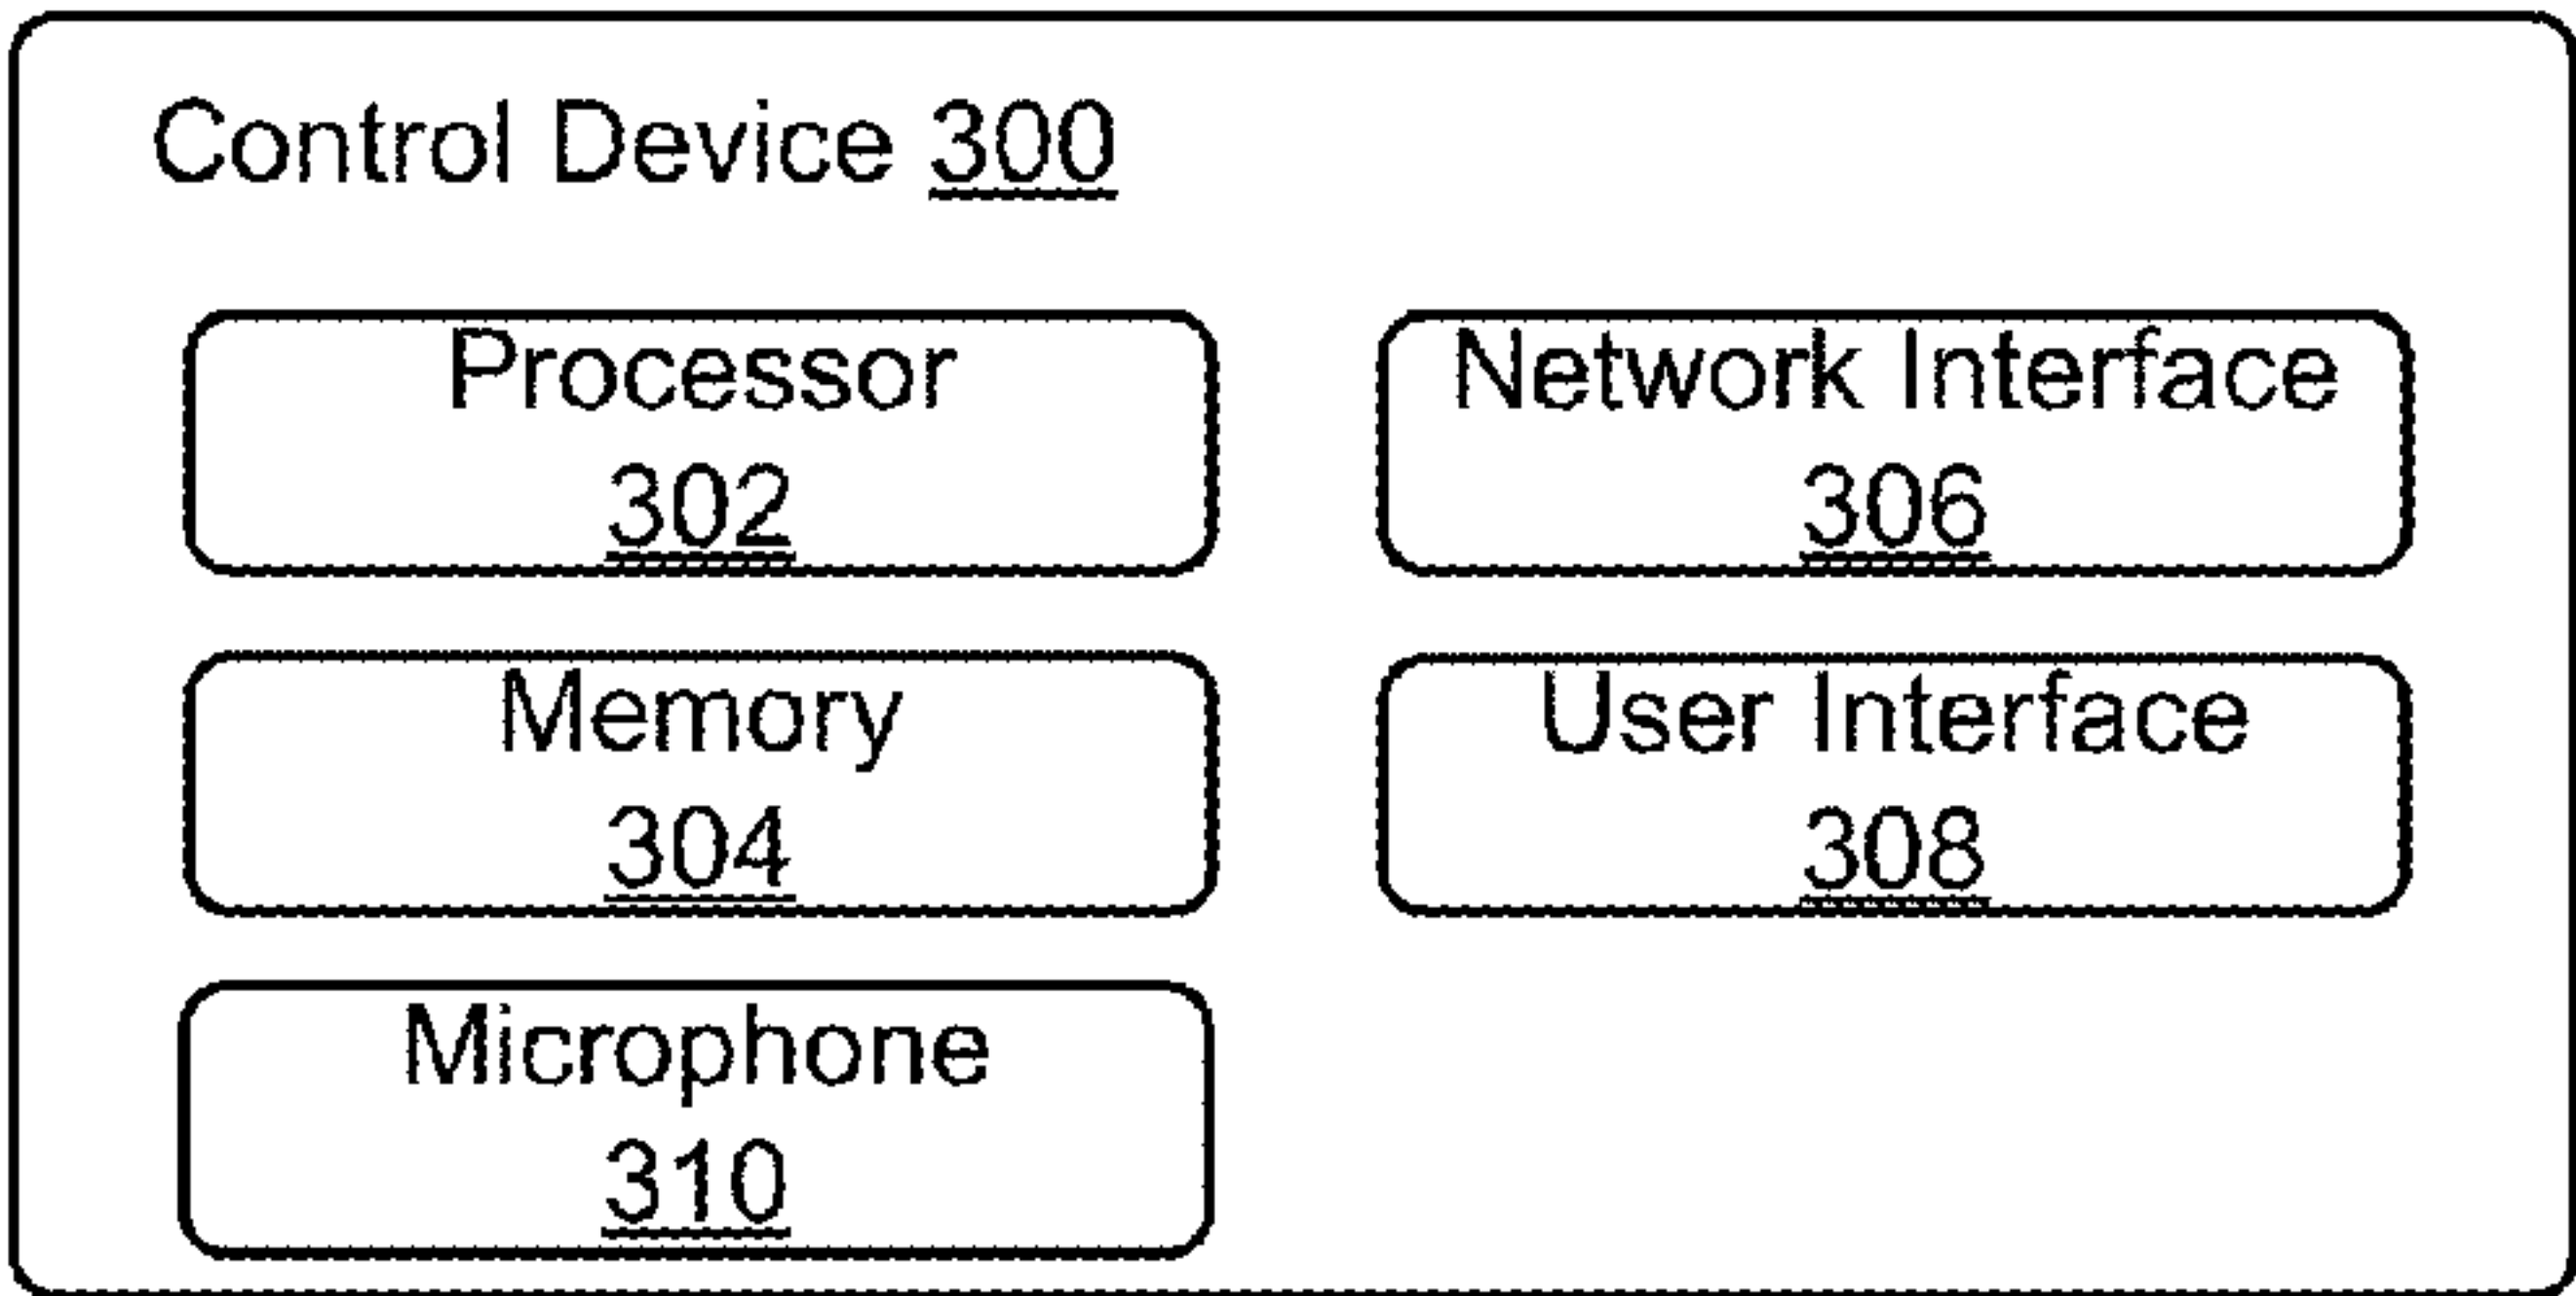 Control Device 300
Processor
302
Network Interface
306
Memory
304
User Interface
308
Microphone
310